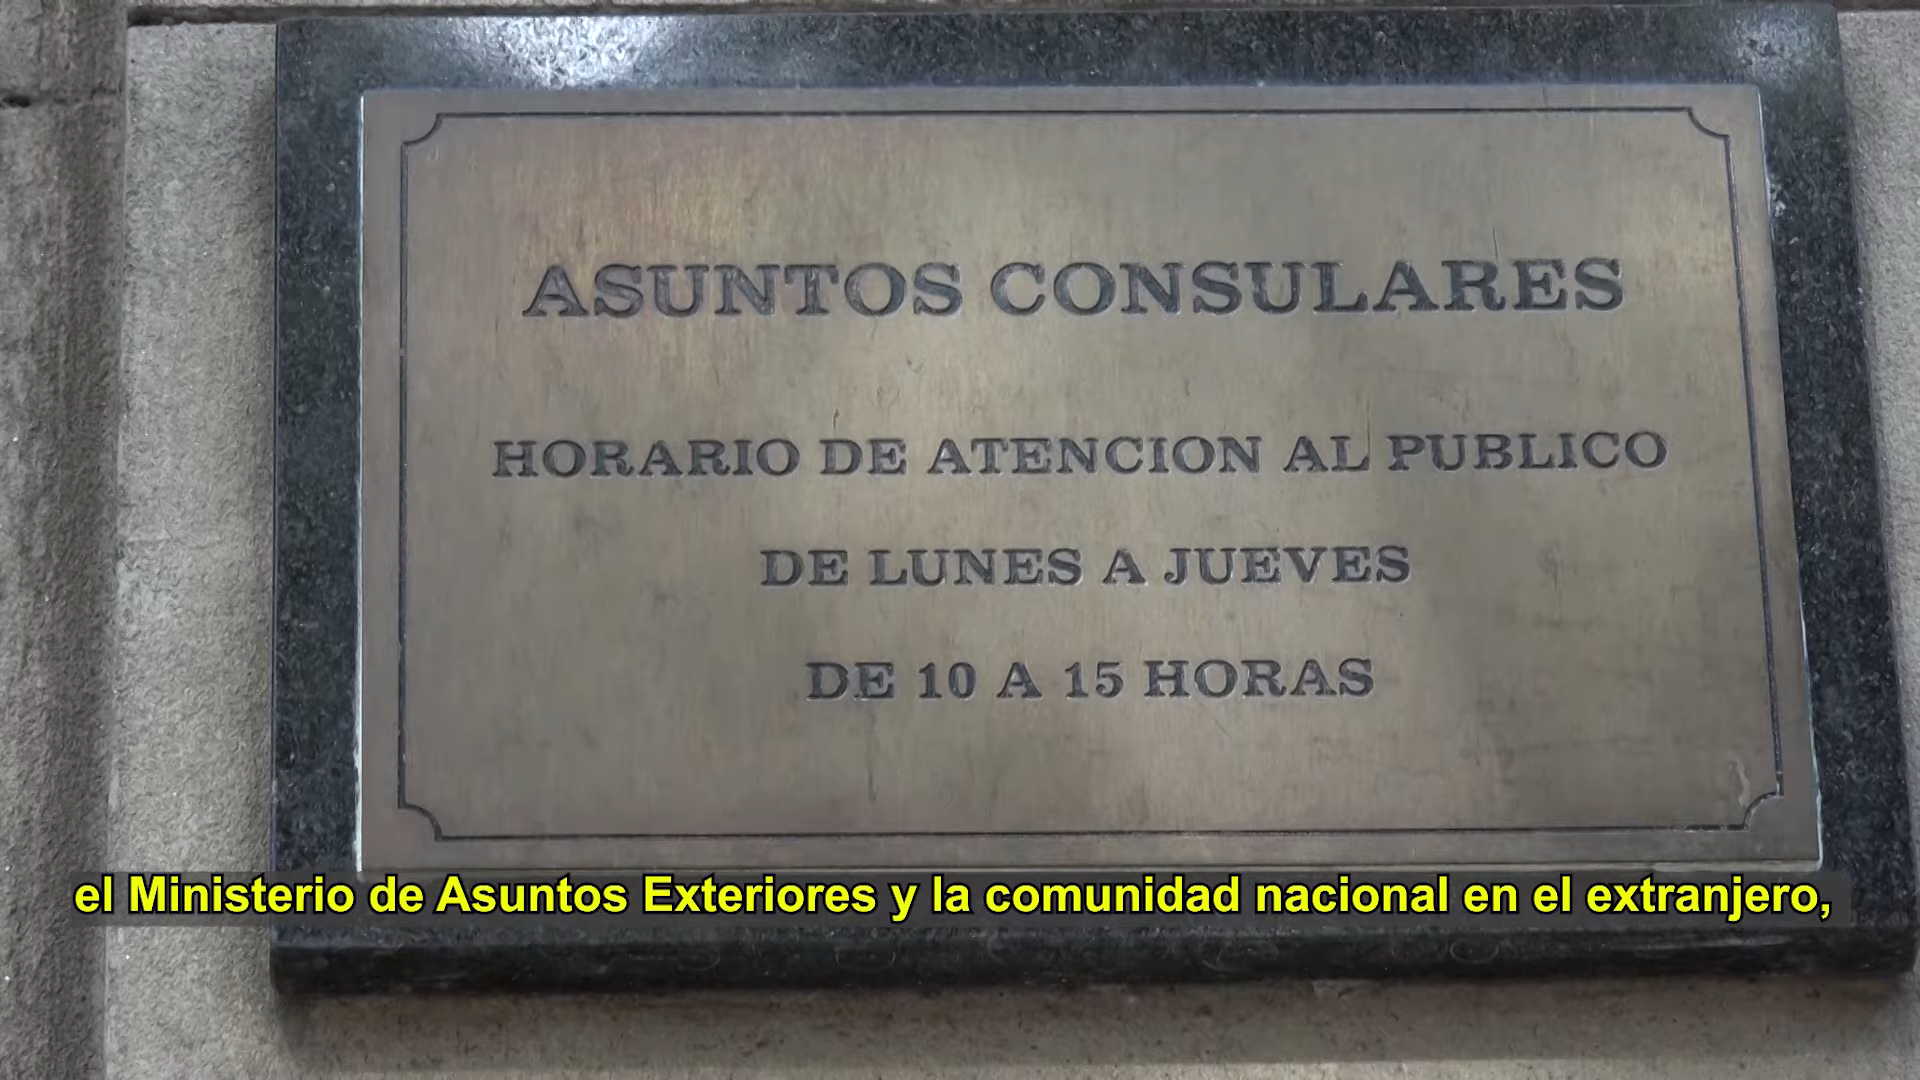 ASUNTOS CONSULARES
HORARIO DE ATENCION AL PUBLICO
DE LUNES A JUEVES
DE 10 A 15 HORAS
el Ministerio de Asuntos Exteriores y la comunidad nacional en el extranjero,